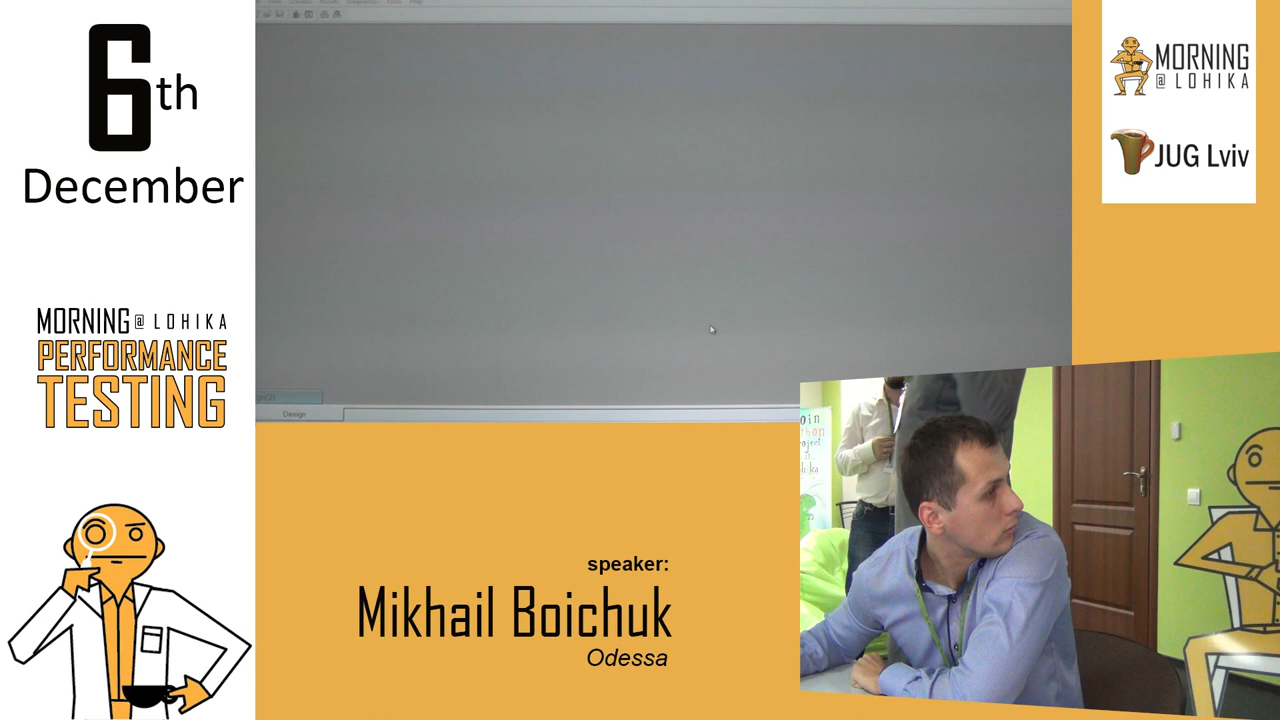 6th
December
MORNING @ LOHIKA
PERFORMANCE
TESTING
Design
speaker:
Mikhail Boichuk
Odessa
MORNING
@ LOHIKA
JUG Lviv